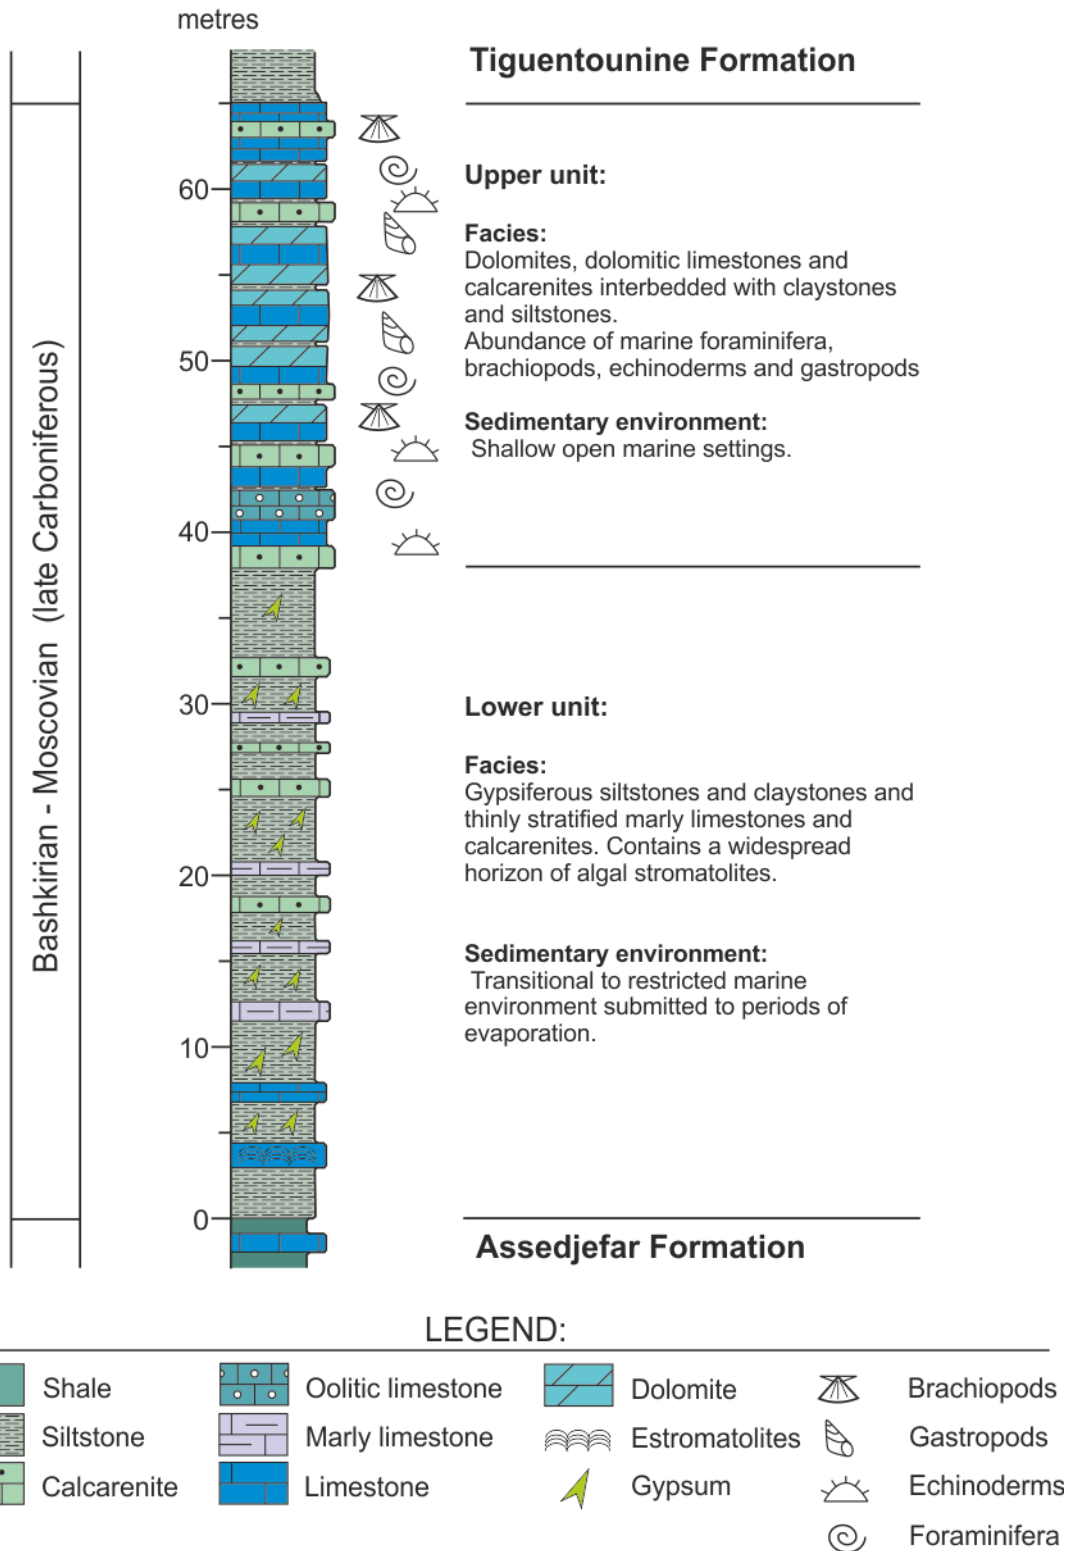 metres
Tiguentounine Formation
Upper unit:
60
Facies:
Dolomites, dolomitic limestones and
calcarenites interbedded with claystones
and siltstones.
Abundance of marine foraminifera,
brachiopods, echinoderms and gastropods
50
Sedimentary environment:
Shallow open marine settings.
40
Bashkirian - Moscovian (late Carboniferous)
30
Lower unit:
Facies:
Gypsiferous siltstones and claystones and
thinly stratified marly limestones and
calcarenites. Contains a widespread
horizon of algal stromatolites.
20
Sedimentary environment:
Transitional to restricted marine
environment submitted to periods of
evaporation.
10
0
Assedjefar Formation
LEGEND:
Shale
Oolitic limestone
Dolomite
Brachiopods
Siltstone
Marly limestone
Estromatolites
Gastropods
Calcarenite
Limestone
Gypsum
Echinoderms
Foraminifera